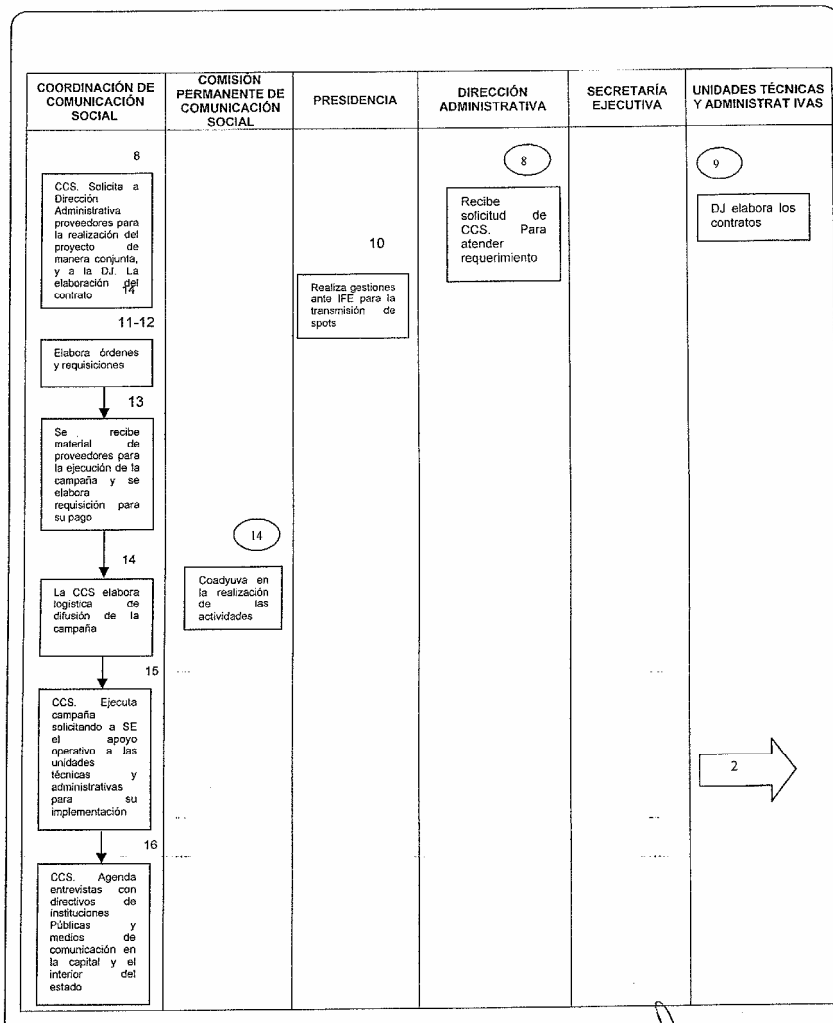 COORDINACIÓN DE
COMUNICACIÓN
SOCIAL
COMISIÓN
PERMANENTE DE
COMUNICACIÓN
SOCIAL
PRESIDENCIA
DIRECCIÓN
ADMINISTRATIVA
SECRETARÍA
EJECUTIVA
UNIDADES TÉCNICAS
Y ADMINISTRAT IVAS
8
CCS. Solicita a
Dirección
Administrativa
proveedores para
la realización del
proyecto de
manera conjunta,
y a la DJ. La
elaboración del
contrato
14
11-12
Elabora órdenes
y requisiciones
13
Se recibe
material de
proveedores para
la ejecución de la
campaña y se
elabora
requisición para
su pago
14
La CCS elabora
logística de
difusión de la
campaña
15
CCS. Ejecuta
campaña
solicitando a SE
el apoyo
operativo a las
unidades
técnicas y
administrativas
para su
implementación
16
CCS. Agenda
entrevistas con
directivos de
instituciones
Públicas y
medios de
comunicación en
la capital y el
interior del
estado
14
Coadyuva en
la realización
de las
actividades
10
Realiza gestiones
ante IFE para la
transmisión de
spots
8
Recibe
solicitud de
CCS. Para
atender
requerimiento
9
DJ elabora los
contratos
2